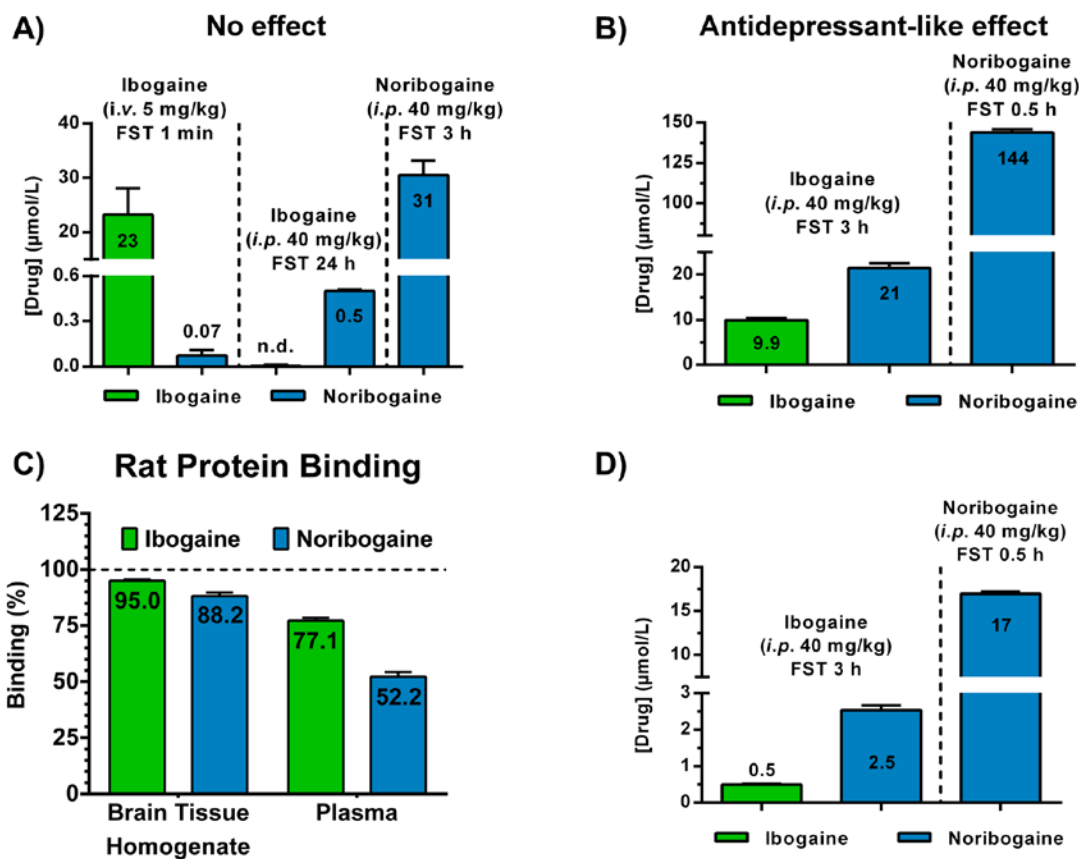 A)
No effect
Ibogaine
(i.v. 5 mg/kg)
FST 1 min
Noribogaine
(i.p. 40 mg/kg)
FST 3 h
Ibogaine
(i.p. 40 mg/kg)
FST 24 h
[Drug] (µmol/L)
40
30
20
0.6
0.3
0.0
23
0.07
n.d.
0.5
31
Ibogaine
Noribogaine
B)
Antidepressant-like effect
Noribogaine
(i.p. 40 mg/kg)
FST 0.5 h
Ibogaine
(i.p. 40 mg/kg)
FST 3 h
[Drug] (µmol/L)
150
125
100
20
10
0
9.9
21
144
Ibogaine
Noribogaine
C)
Rat Protein Binding
Ibogaine
Noribogaine
Binding (%)
125
100
75
50
25
0
95.0
88.2
77.1
52.2
Brain Tissue
Homogenate
Plasma
D)
Noribogaine
(i.p. 40 mg/kg)
FST 0.5 h
Ibogaine
(i.p. 40 mg/kg)
FST 3 h
[Drug] (µmol/L)
20
15
10
3
2
1
0
0.5
2.5
17
Ibogaine
Noribogaine